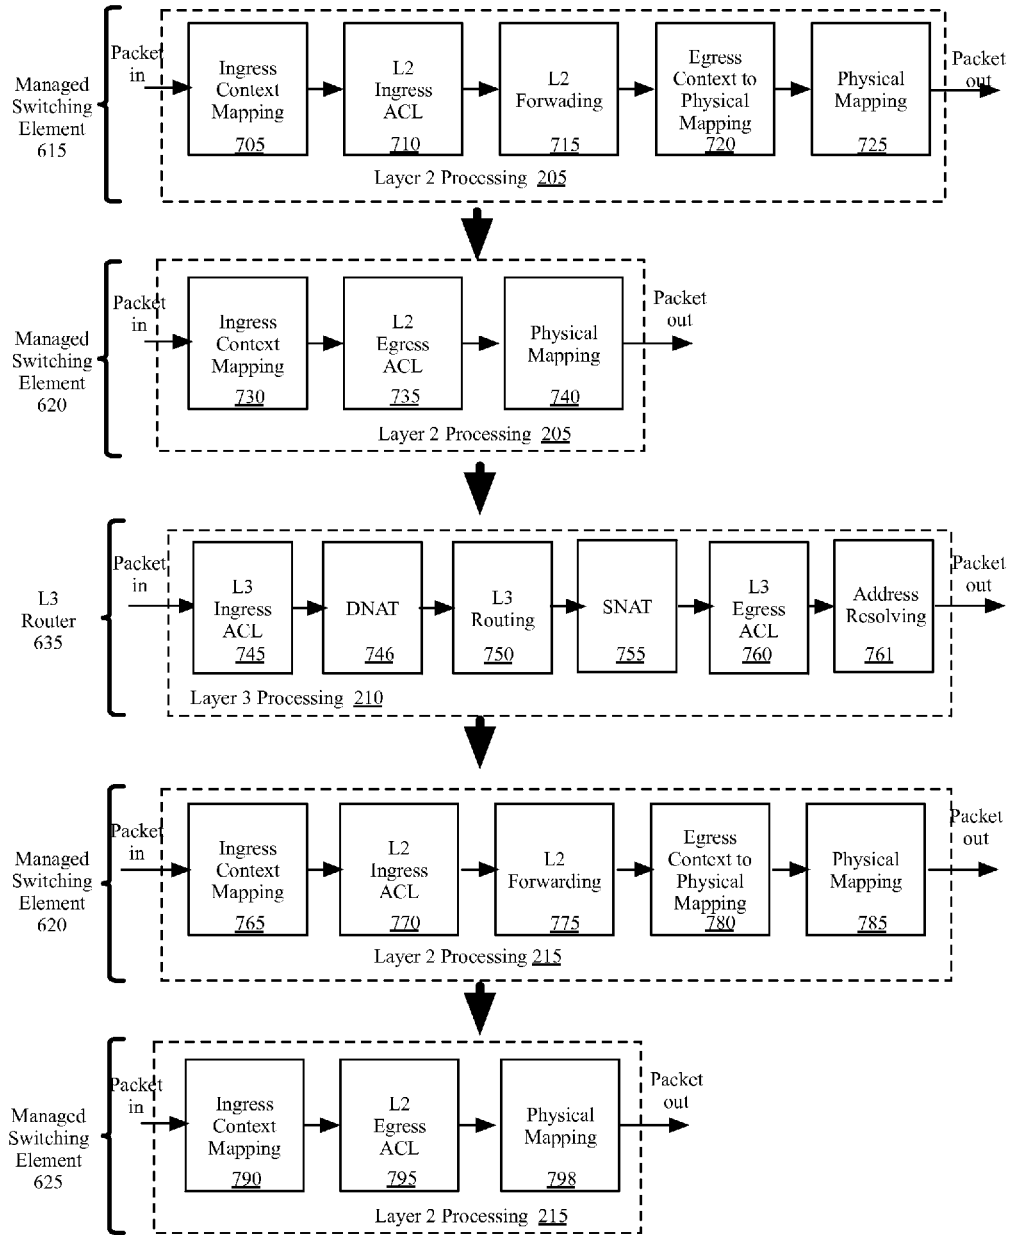 Managed
Switching
Element
615
Packet
in
Ingress
Context
Mapping
705
L2
Ingress
ACL
710
L2
Forwading
715
Egress
Context to
Physical
Mapping
720
Physical
Mapping
725
Packet
out
Layer 2 Processing 205
Managed
Switching
Element
620
Packet
in
Ingress
Context
Mapping
730
L2
Egress
ACL
735
Physical
Mapping
740
Packet
out
Layer 2 Processing 205
L3
Router
635
Packet
in
L3
Ingress
ACL
745
DNAT
746
L3
Routing
750
SNAT
755
L3
Egress
ACL
760
Address
Resolving
761
Packet
out
Layer 3 Processing 210
Managed
Switching
Element
620
Packet
in
Ingress
Context
Mapping
765
L2
Ingress
ACL
770
L2
Forwarding
775
Egress
Context to
Physical
Mapping
780
Physical
Mapping
785
Packet
out
Layer 2 Processing 215
Managed
Switching
Element
625
Packet
in
Ingress
Context
Mapping
790
L2
Egress
ACL
795
Physical
Mapping
798
Packet
out
Layer 2 Processing 215